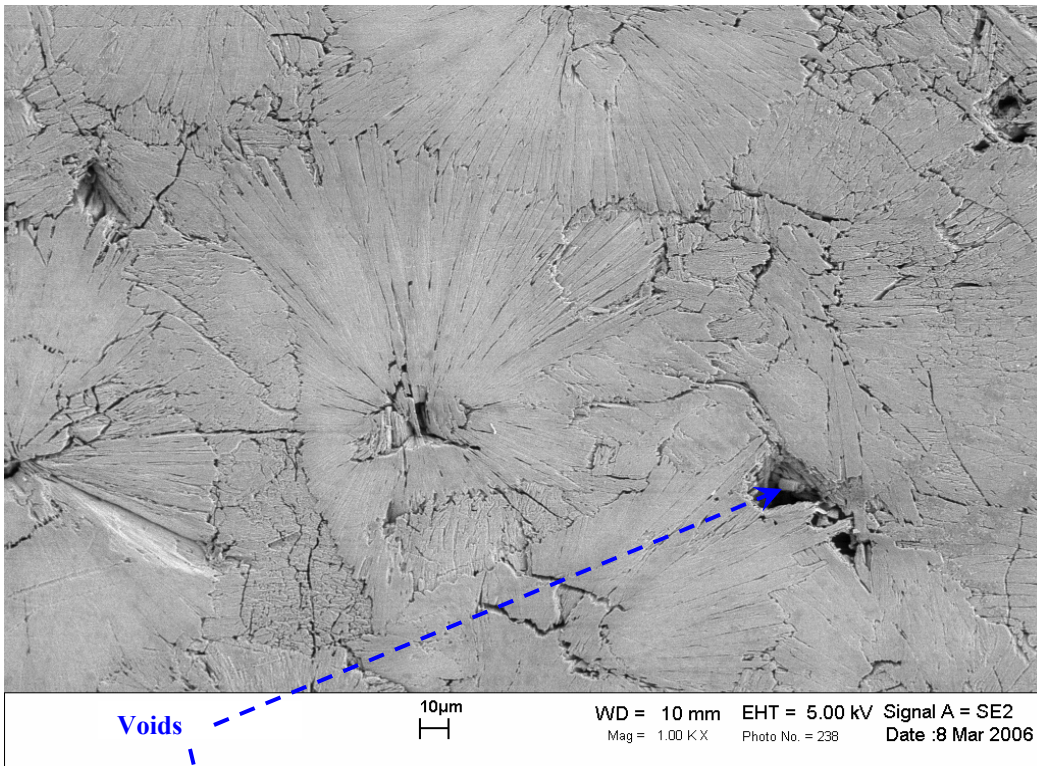 Voids
10µm
WD = 10 mm EHT = 5.00 kV Signal A = SE2
Mag = 1.00 K X Photo No. = 238 Date :8 Mar 2006